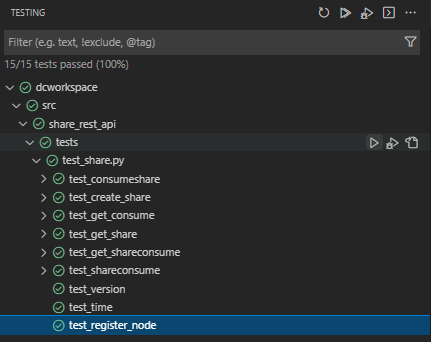 TESTING
Filter (e.g. text, !exclude, @tag)
15/15 tests passed (100%)
dcworkspace
src
share_rest_api
tests
test_share.py
test_consumeshare
test_create_share
test_get_consume
test_get_share
test_get_shareconsume
test_shareconsume
test_version
test_time
test_register_node